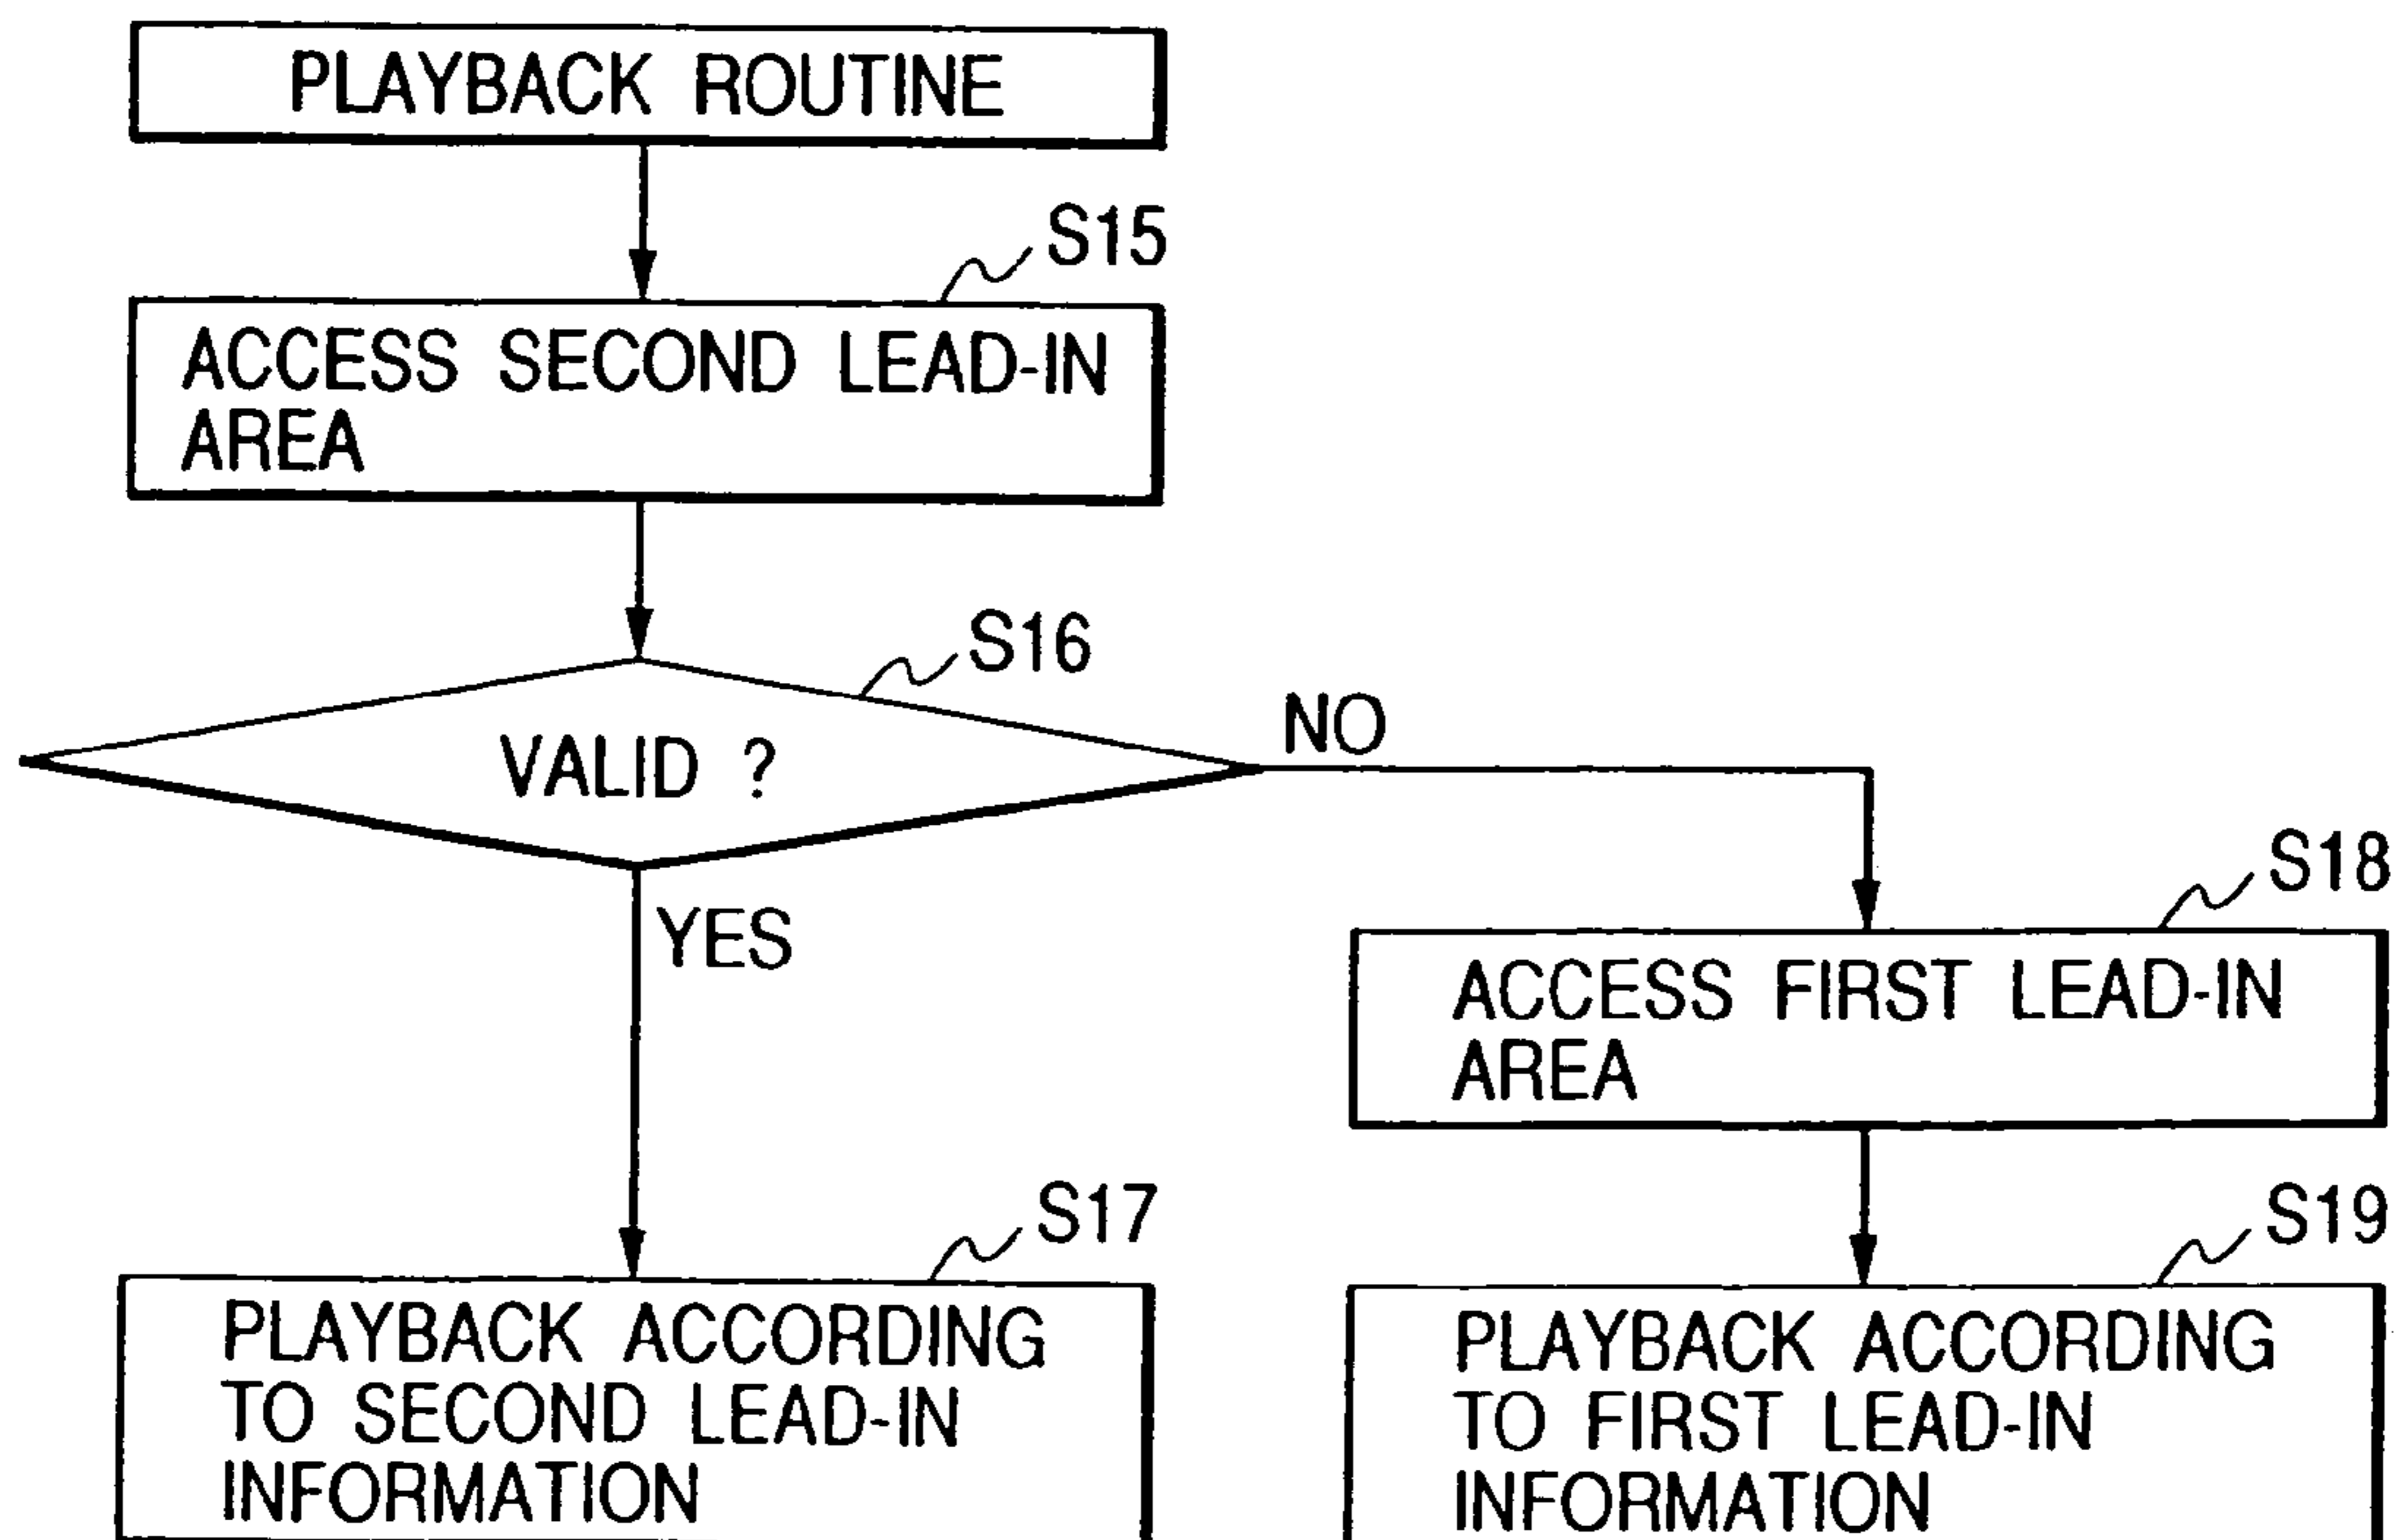 PLAYBACK ROUTINE
S15
ACCESS SECOND LEAD-IN
AREA
S16
VALID ?
NO
YES
S18
ACCESS FIRST LEAD-IN
AREA
S17
PLAYBACK ACCORDING
TO SECOND LEAD-IN
INFORMATION
S19
PLAYBACK ACCORDING
TO FIRST LEAD-IN
INFORMATION